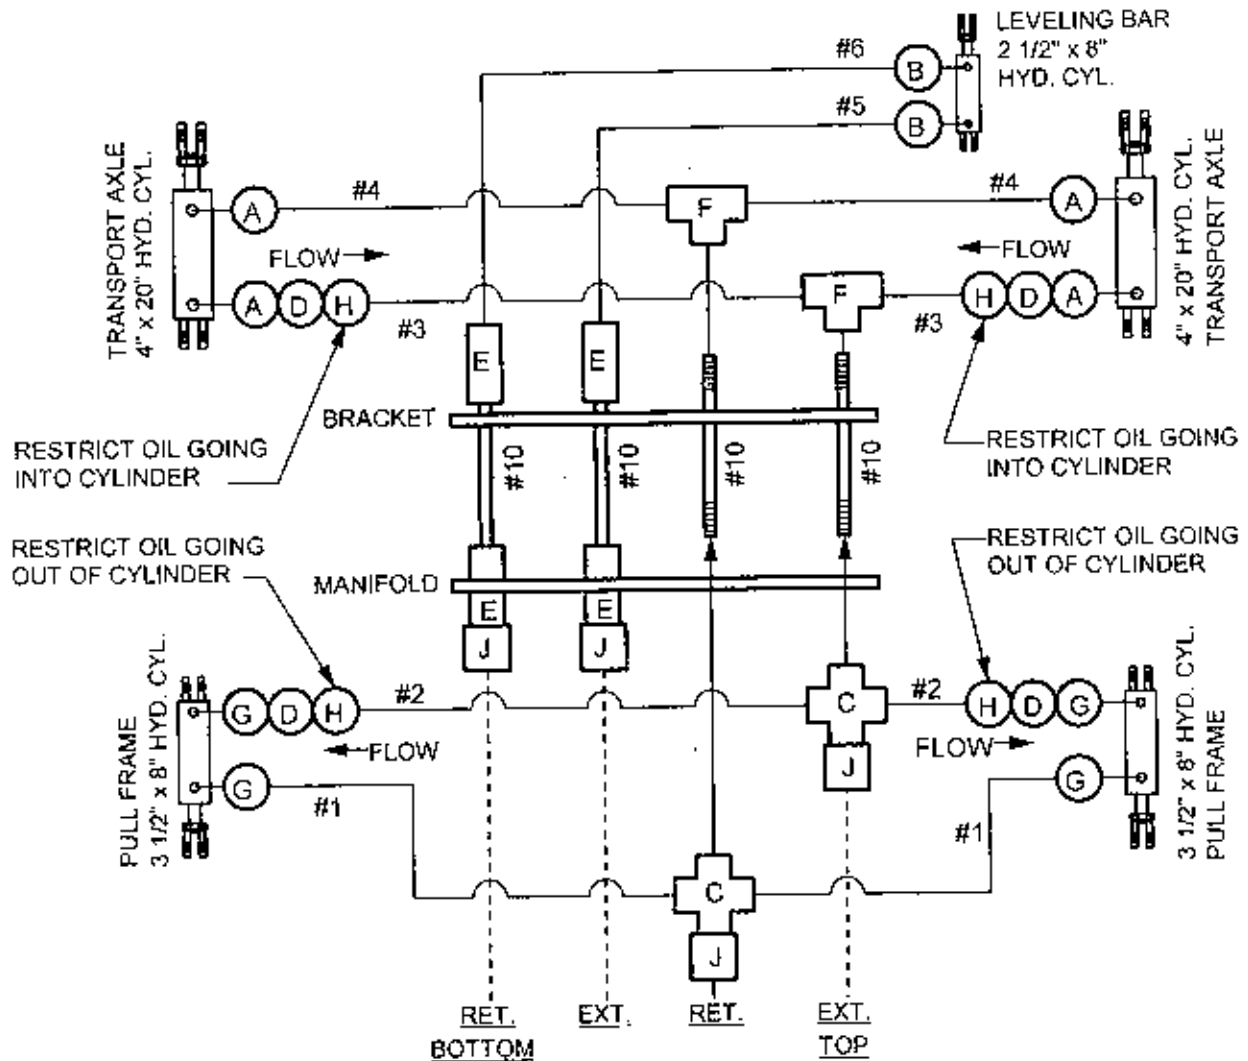 LEVELING BAR
2 1/2" x 8"
HYD. CYL.
#6
B
#5
B
TRANSPORT AXLE
4" x 20" HYD. CYL.
4" x 20" HYD. CYL.
TRANSPORT AXLE
#4
#4
A
F
A
FLOW
FLOW
A D H
F
H D A
#3
#3
E
E
BRACKET
RESTRICT OIL GOING
INTO CYLINDER
#10
#10
#10
#10
RESTRICT OIL GOING
INTO CYLINDER
RESTRICT OIL GOING
OUT OF CYLINDER
RESTRICT OIL GOING
OUT OF CYLINDER
MANIFOLD
E
E
J
J
PULL FRAME
3 1/2" x 8" HYD. CYL.
3 1/2" x 8" HYD. CYL.
PULL FRAME
G D H
#2
C
#2
H D G
FLOW
FLOW
J
G
G
#1
#1
C
J
RET.
EXT.
RET.
EXT.
BOTTOM
TOP